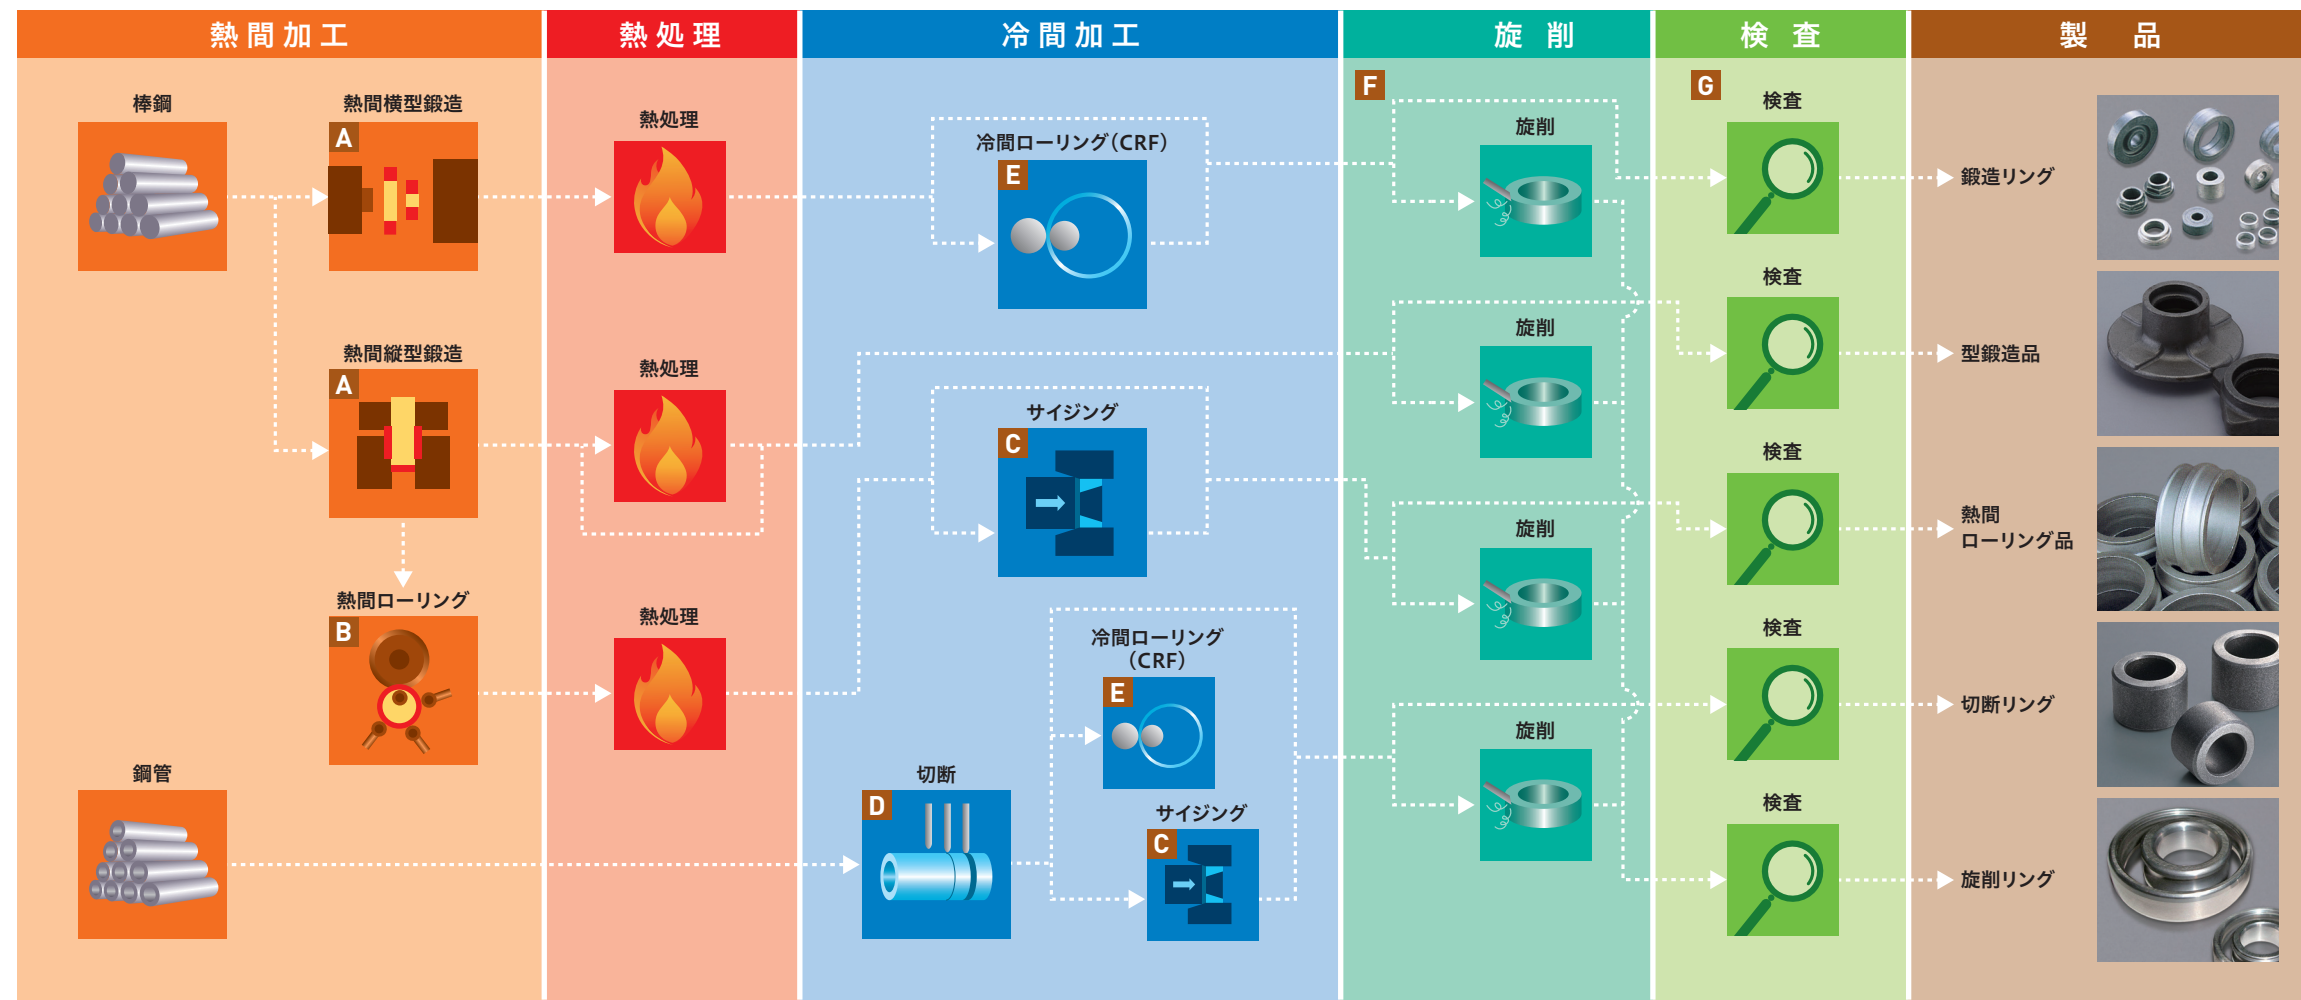 熱間加工
熱処理
冷間加工
旋削
検査
製品
棒鋼
熱間横型鍛造
A
熱間縦型鍛造
A
熱間ローリング
B
鋼管
熱処理
熱処理
熱処理
冷間ローリング(CRF)
E
サイジング
C
冷間ローリング
(CRF)
E
切断
D
サイジング
C
F
旋削
旋削
旋削
旋削
G
検査
検査
検査
検査
検査
鍛造リング
型鍛造品
熱間
ローリング品
切断リング
旋削リング